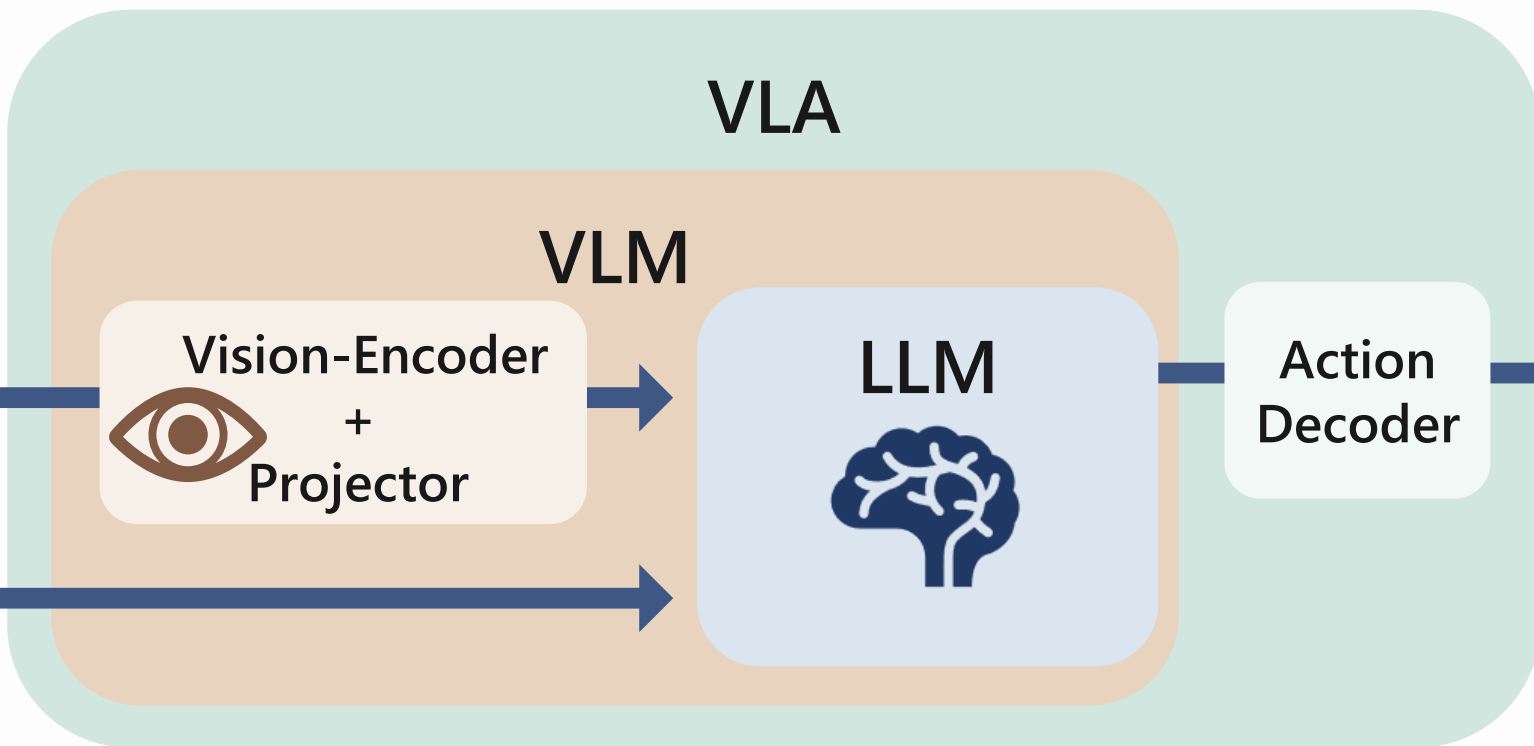 VLA
VLM
Vision-Encoder
+
Projector
LLM
Action
Decoder